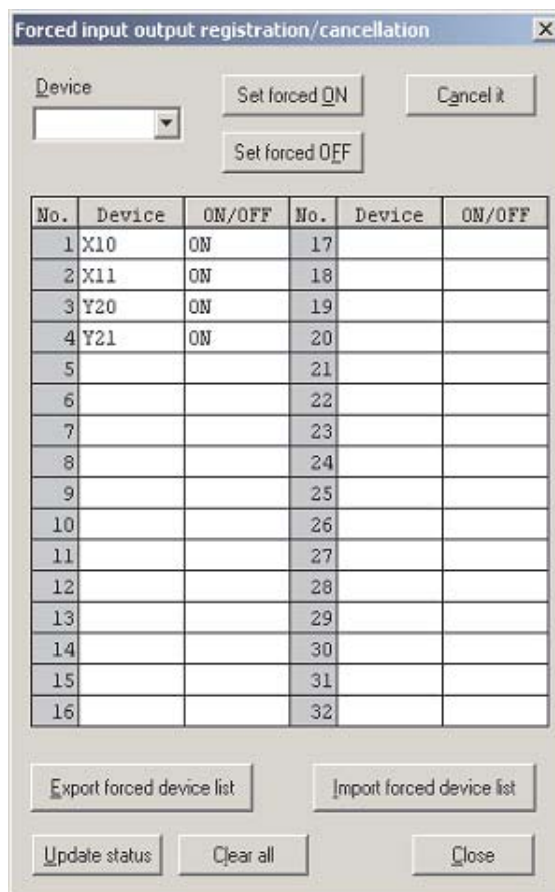 Forced input output registration/cancellation
Device
Set forced ON
Cancel it
Set forced OFF
No. Device ON/OFF No. Device ON/OFF
1 X10 ON 17
2 X11 ON 18
3 Y20 ON 19
4 Y21 ON 20
5 21
6 22
7 23
8 24
9 25
10 26
11 27
12 28
13 29
14 30
15 31
16 32
Export forced device list
Import forced device list
Update status
Clear all
Close